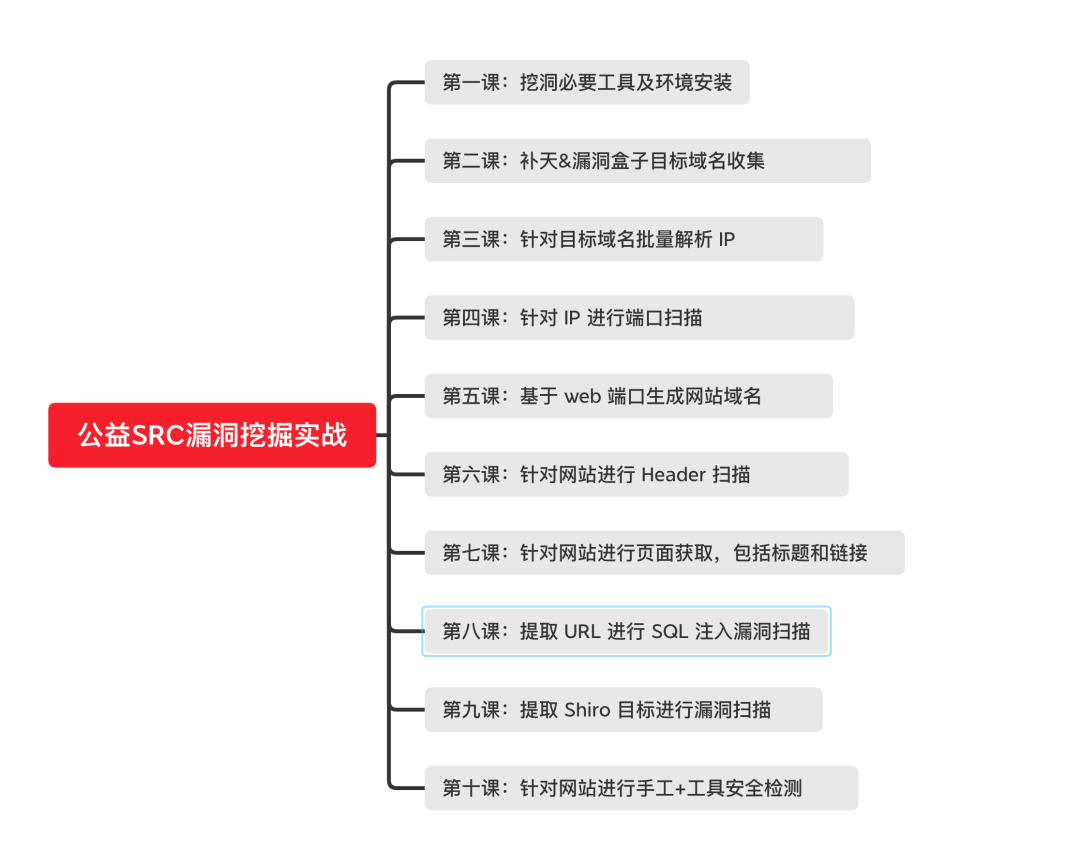 公益SRC漏洞挖掘实战
第一课：挖洞必要工具及环境安装
第二课：补天&漏洞盒子目标域名收集
第三课：针对目标域名批量解析 IP
第四课：针对 IP 进行端口扫描
第五课：基于 web 端口生成网站域名
第六课：针对网站进行 Header 扫描
第七课：针对网站进行页面获取，包括标题和链接
第八课：提取 URL 进行 SQL 注入漏洞扫描
第九课：提取 Shiro 目标进行漏洞扫描
第十课：针对网站进行手工+工具安全检测